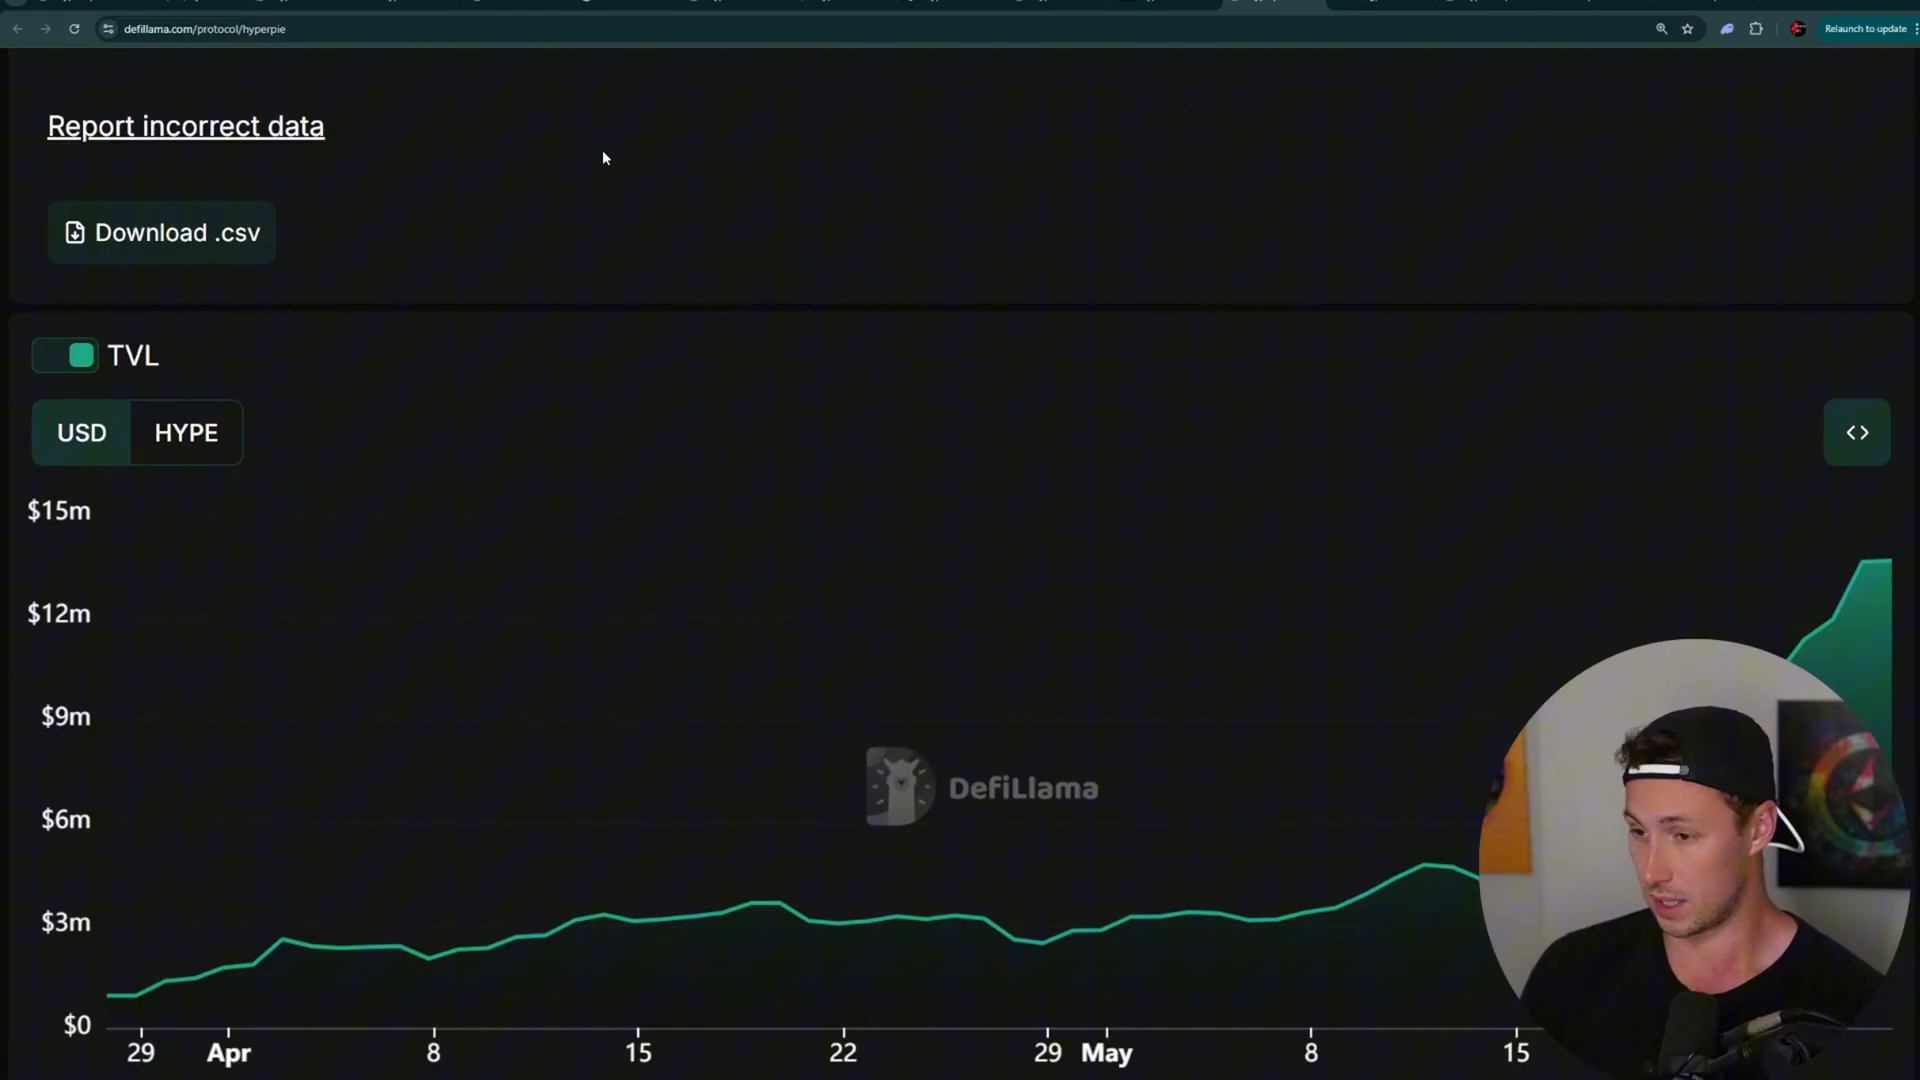 defillama.com/protocol/hyperpie
Relaunch to update
Report incorrect data
Download .csv
TVL
USD
HYPE
<>
$15m
$12m
$9m
$6m
$3m
$0
DefiLlama
29 Apr 8 15 22 29 May 8 15